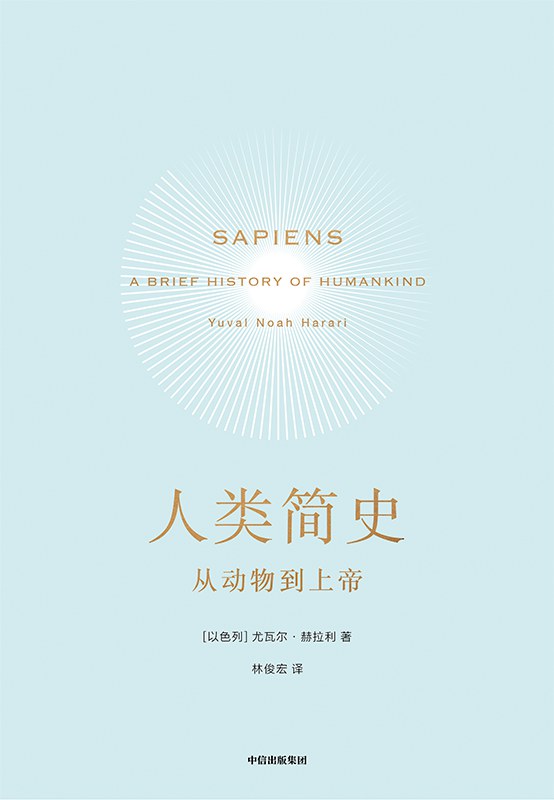 SAPIENS
A BRIEF HISTORY OF HUMANKIND
Yuval Noah Harari
人类简史
从动物到上帝
[以色列] 尤瓦尔·赫拉利 著
林俊宏 译
中信出版集团